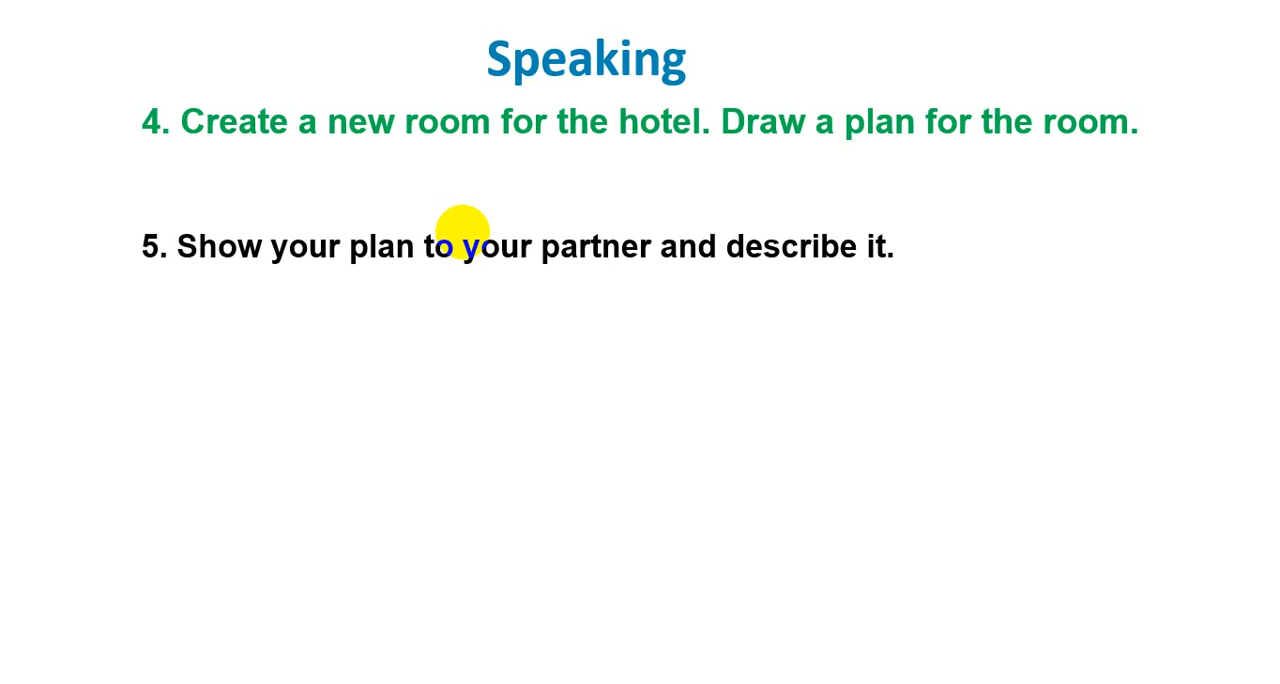 Speaking
4. Create a new room for the hotel. Draw a plan for the room.
5. Show your plan to your partner and describe it.